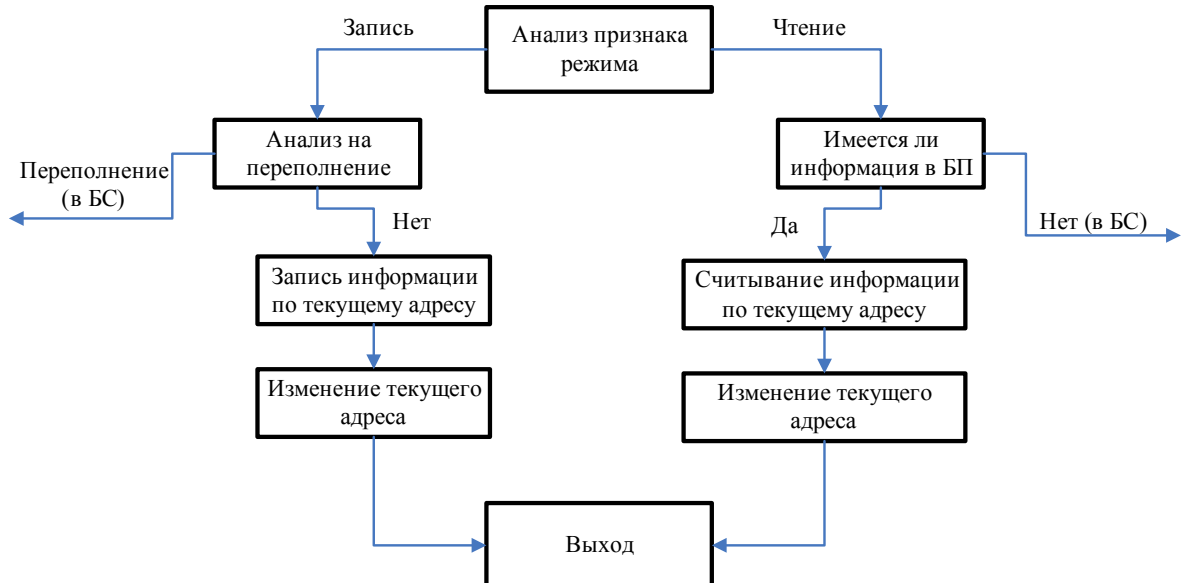 Запись
Анализ признака
режима
Чтение
Анализ на
переполнение
Имеется ли
информация в БП
Переполнение
(в БС)
Нет
Да
Нет (в БС)
Запись информации
по текущему адресу
Считывание информации
по текущему адресу
Изменение текущего
адреса
Изменение текущего
адреса
Выход